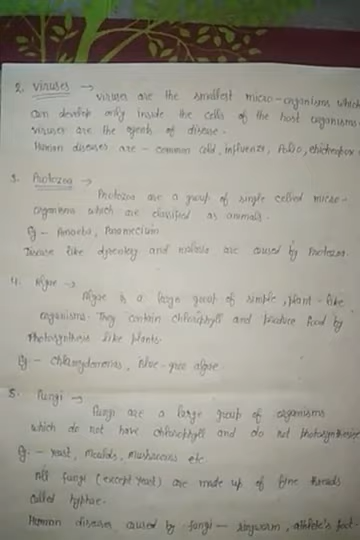 2. Viruses →
Viruses are the smallest micro-organisms which
can develop only inside the cells of the host organisms.
viruses are the agents of disease.
Human diseases are - common cold, influenza, Polio, chickenpox
3. Protozoa →
Protozoa are a group of single celled micro-
organisms which are classified as animals.
Eg - Amoeba, Paramecium
Disease like dysentry and malaria are caused by Protozoa.
4. Algae →
Algae is a large group of simple, plant-like
organisms. They contain chlorophyll and produce food by
Photosynthesis like plants.
Eg - Chlamydomonas, Blue-green algae
5. Fungi →
Fungi are a large group of organisms
which do not have chlorophyll and do not photosynthesise
Eg :- Yeast, Moulds, Mushrooms etc
All fungi (except yeast) are made up of fine threads
called hyphae.
Human diseases caused by fungi - ringworm, athlete's foot